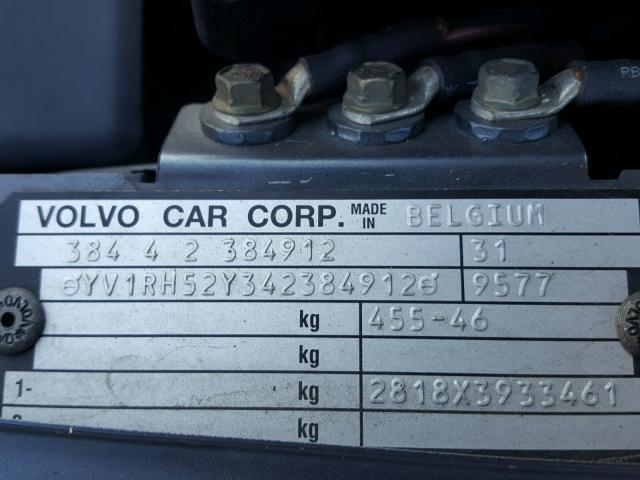 VOLVO CAR CORP. MADE IN BELGIUM
384 4 2 384912 31
YV1RH52Y342384912 9577
kg 455-46
kg
1- kg 2818X3933461
kg